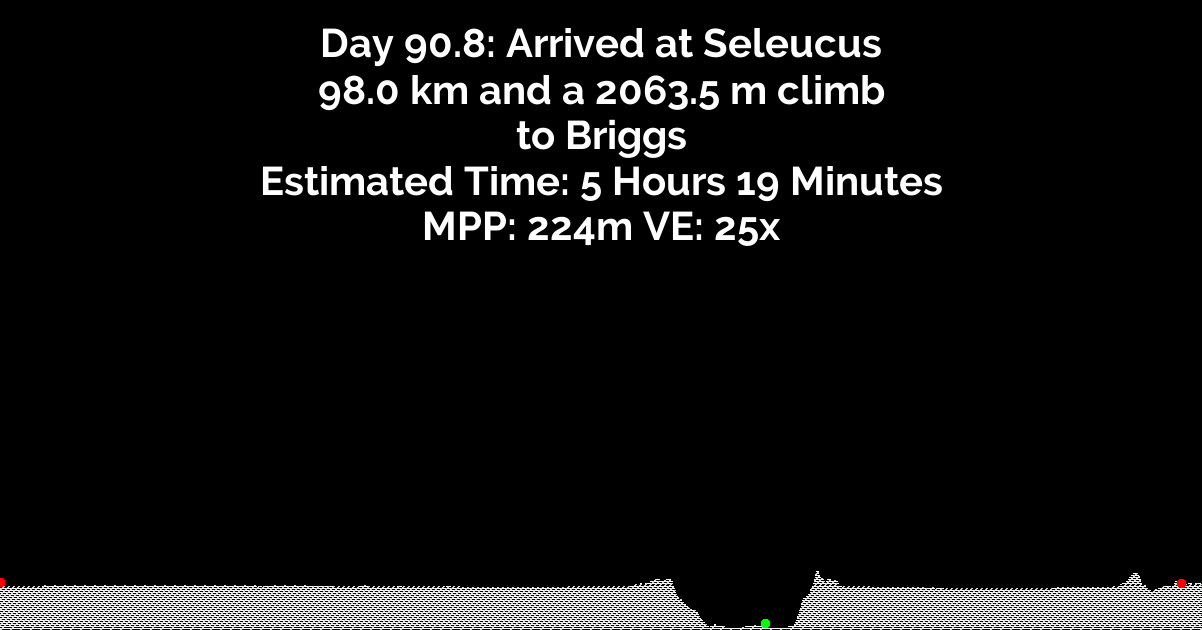 Day 90.8: Arrived at Seleucus
98.0 km and a 2063.5 m climb
to Briggs
Estimated Time: 5 Hours 19 Minutes
MPP: 224m VE: 25x